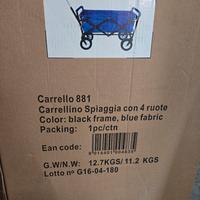 Carrello 881
Carrellino Spiaggia con 4 ruote
Color: black frame, blue fabric
Packing: 1pc/ctn
Ean code:
G.W/N.W: 12.7KGS/ 11.2 KGS
Lotto nº G16-04-180